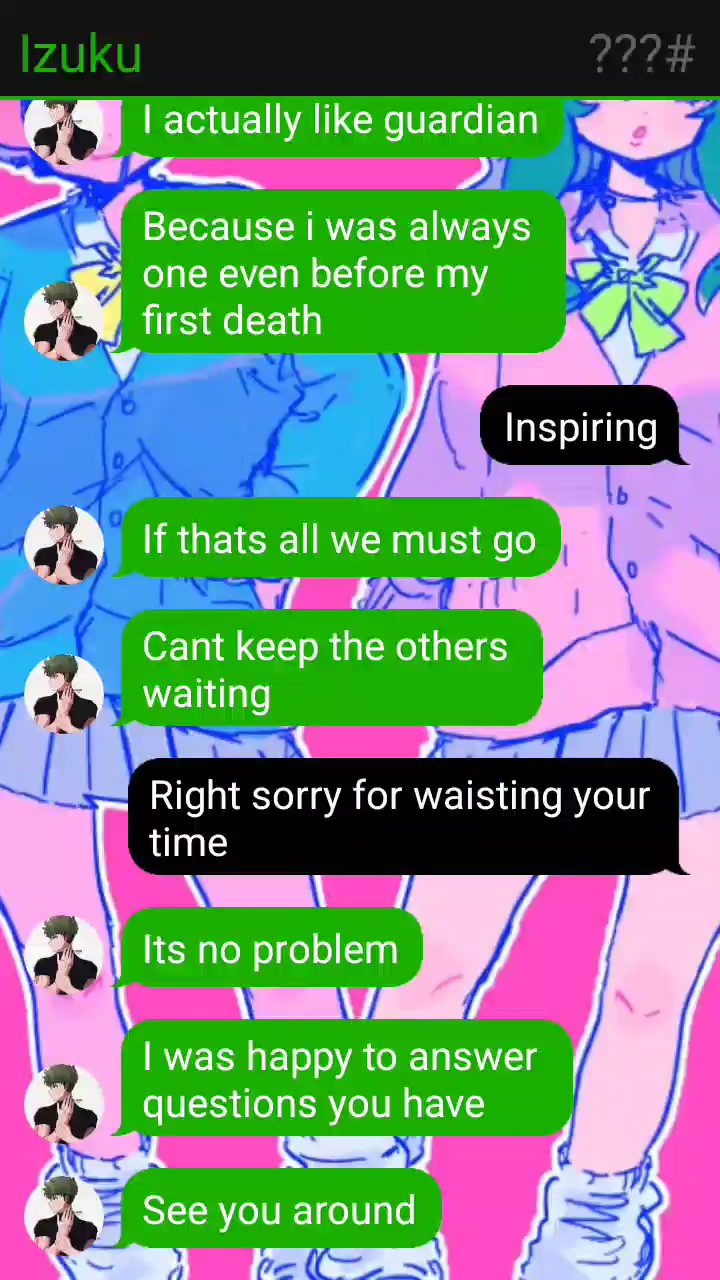 Izuku
???#
I actually like guardian
Because i was always
one even before my
first death
Inspiring
If thats all we must go
Cant keep the others
waiting
Right sorry for waisting your
time
Its no problem
I was happy to answer
questions you have
See you around